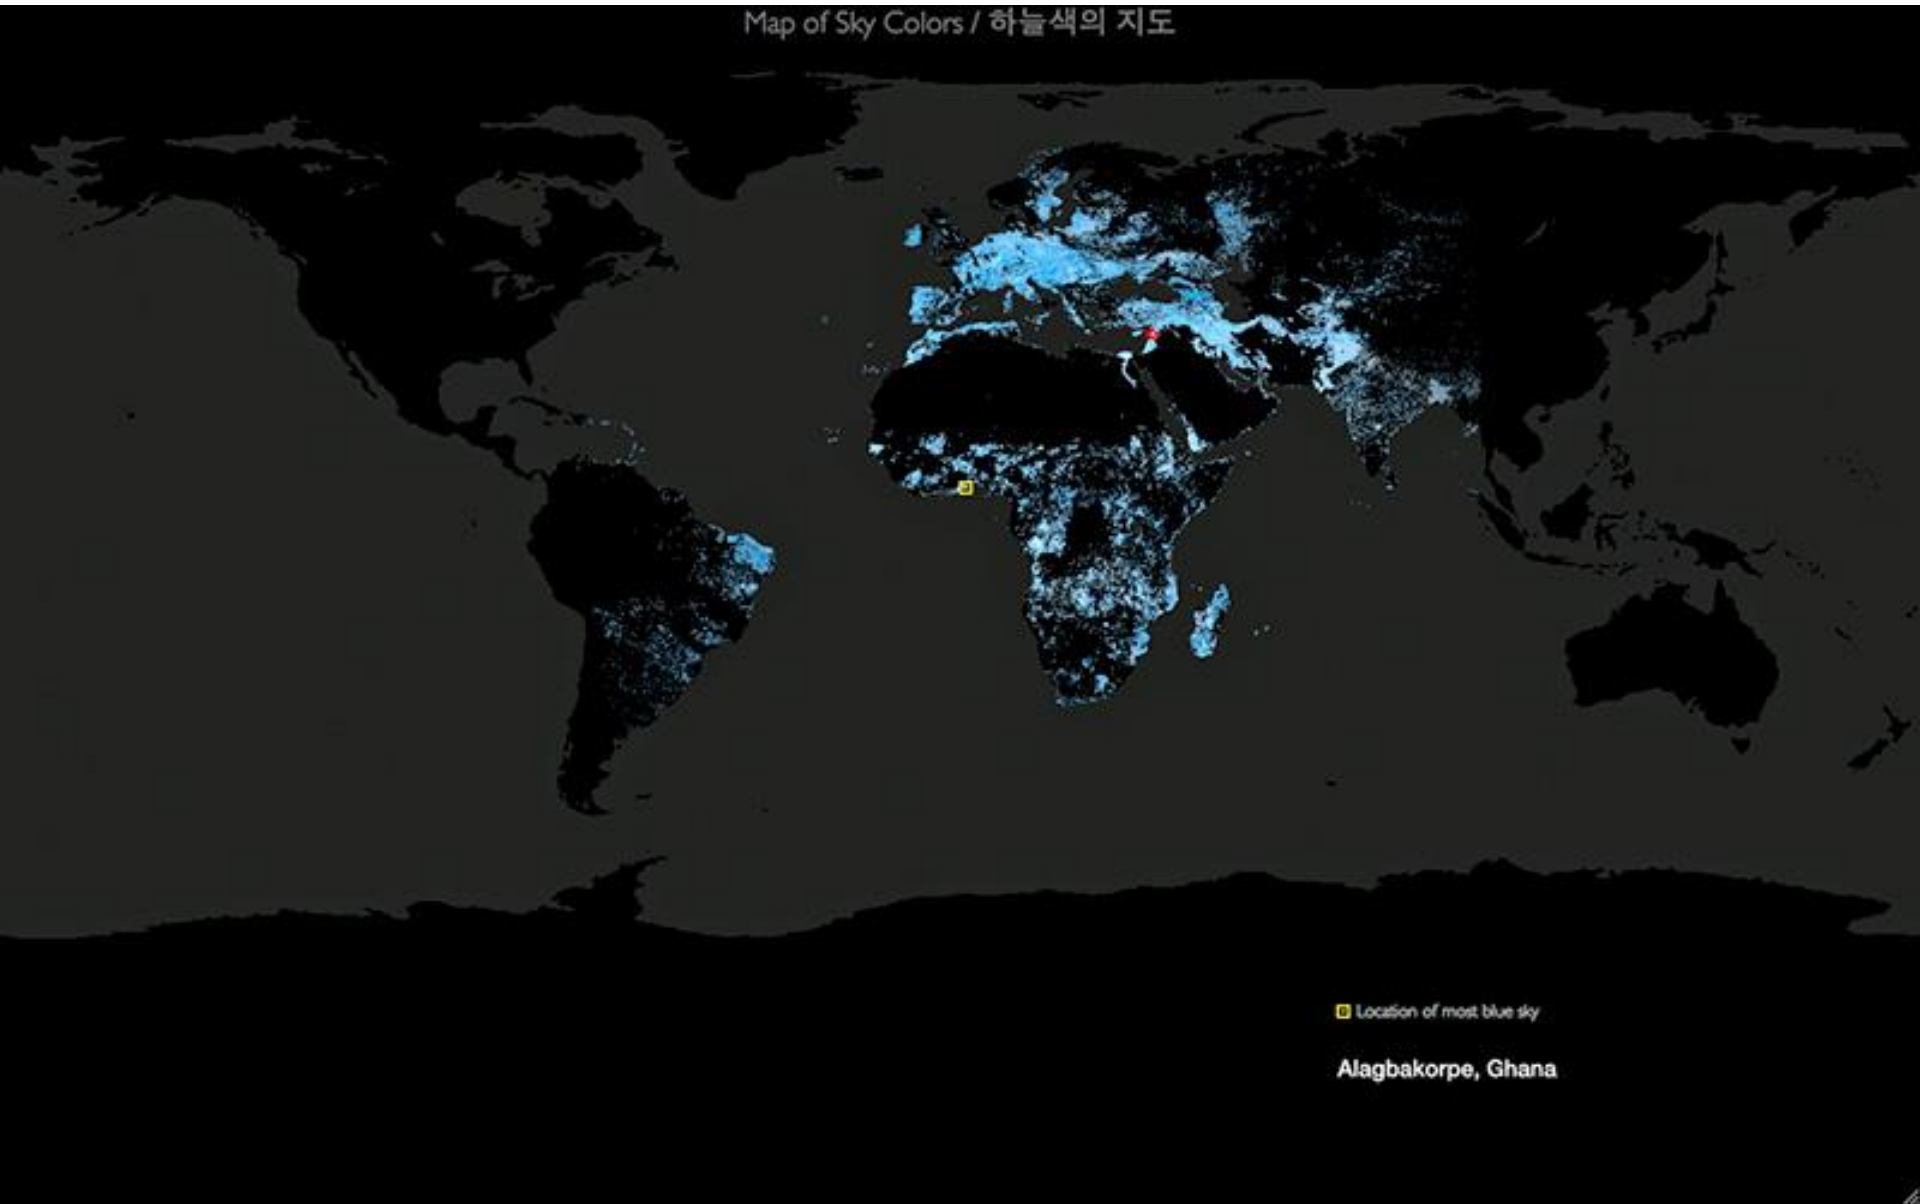 Map of Sky Colors / 하늘색의 지도
Location of most blue sky
Alagbakorpe, Ghana